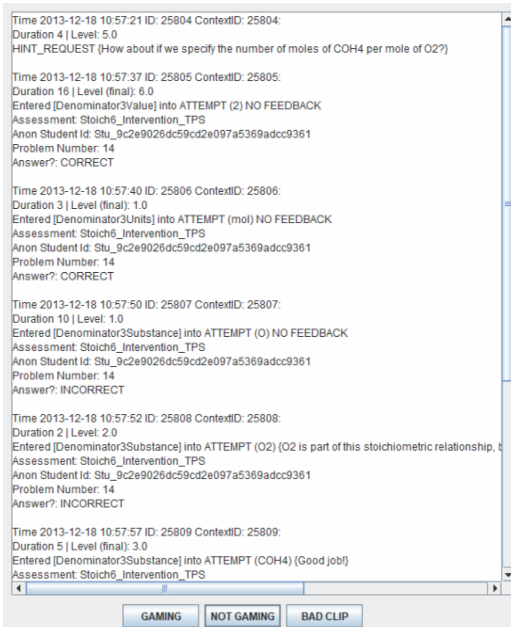 Time 2013-12-18 10:57:21 ID: 25804 ContextID: 25804:
Duration 4 | Level: 5.0
HINT_REQUEST {How about if we specify the number of moles of COH4 per mole of O2?}
Time 2013-12-18 10:57:37 ID: 25805 ContextID: 25805:
Duration 16 | Level (final): 6.0
Entered [Denominator3Value] into ATTEMPT (2) NO FEEDBACK
Assessment: Stoich6_Intervention_TPS
Anon Student Id: Stu_9c2e9026dc59cd2e097a5369adcc9361
Problem Number: 14
Answer?: CORRECT
Time 2013-12-18 10:57:40 ID: 25806 ContextID: 25806:
Duration 3 | Level (final): 1.0
Entered [Denominator3Units] into ATTEMPT (mol) NO FEEDBACK
Assessment: Stoich6_Intervention_TPS
Anon Student Id: Stu_9c2e9026dc59cd2e097a5369adcc9361
Problem Number: 14
Answer?: CORRECT
Time 2013-12-18 10:57:50 ID: 25807 ContextID: 25807:
Duration 10 | Level: 1.0
Entered [Denominator3Substance] into ATTEMPT (O) NO FEEDBACK
Assessment: Stoich6_Intervention_TPS
Anon Student Id: Stu_9c2e9026dc59cd2e097a5369adcc9361
Problem Number: 14
Answer?: INCORRECT
Time 2013-12-18 10:57:52 ID: 25808 ContextID: 25808:
Duration 2 | Level: 2.0
Entered [Denominator3Substance] into ATTEMPT (O2) {O2 is part of this stoichiometric relationship,
Assessment: Stoich6_Intervention_TPS
Anon Student Id: Stu_9c2e9026dc59cd2e097a5369adcc9361
Problem Number: 14
Answer?: INCORRECT
Time 2013-12-18 10:57:57 ID: 25809 ContextID: 25809:
Duration 5 | Level (final): 3.0
Entered [Denominator3Substance] into ATTEMPT (COH4) {Good job!}
Assessment: Stoich6_Intervention_TPS
GAMING NOT GAMING BAD CLIP